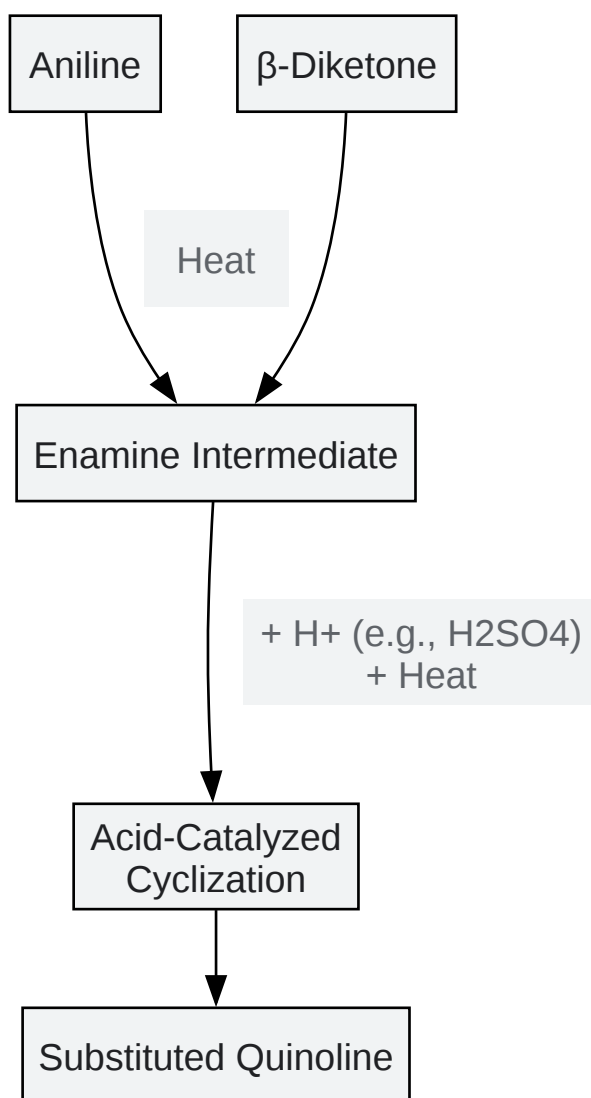 Aniline
β-Diketone
Heat
Enamine Intermediate
+ H+ (e.g., H2SO4)
+ Heat
Acid-Catalyzed
Cyclization
Substituted Quinoline